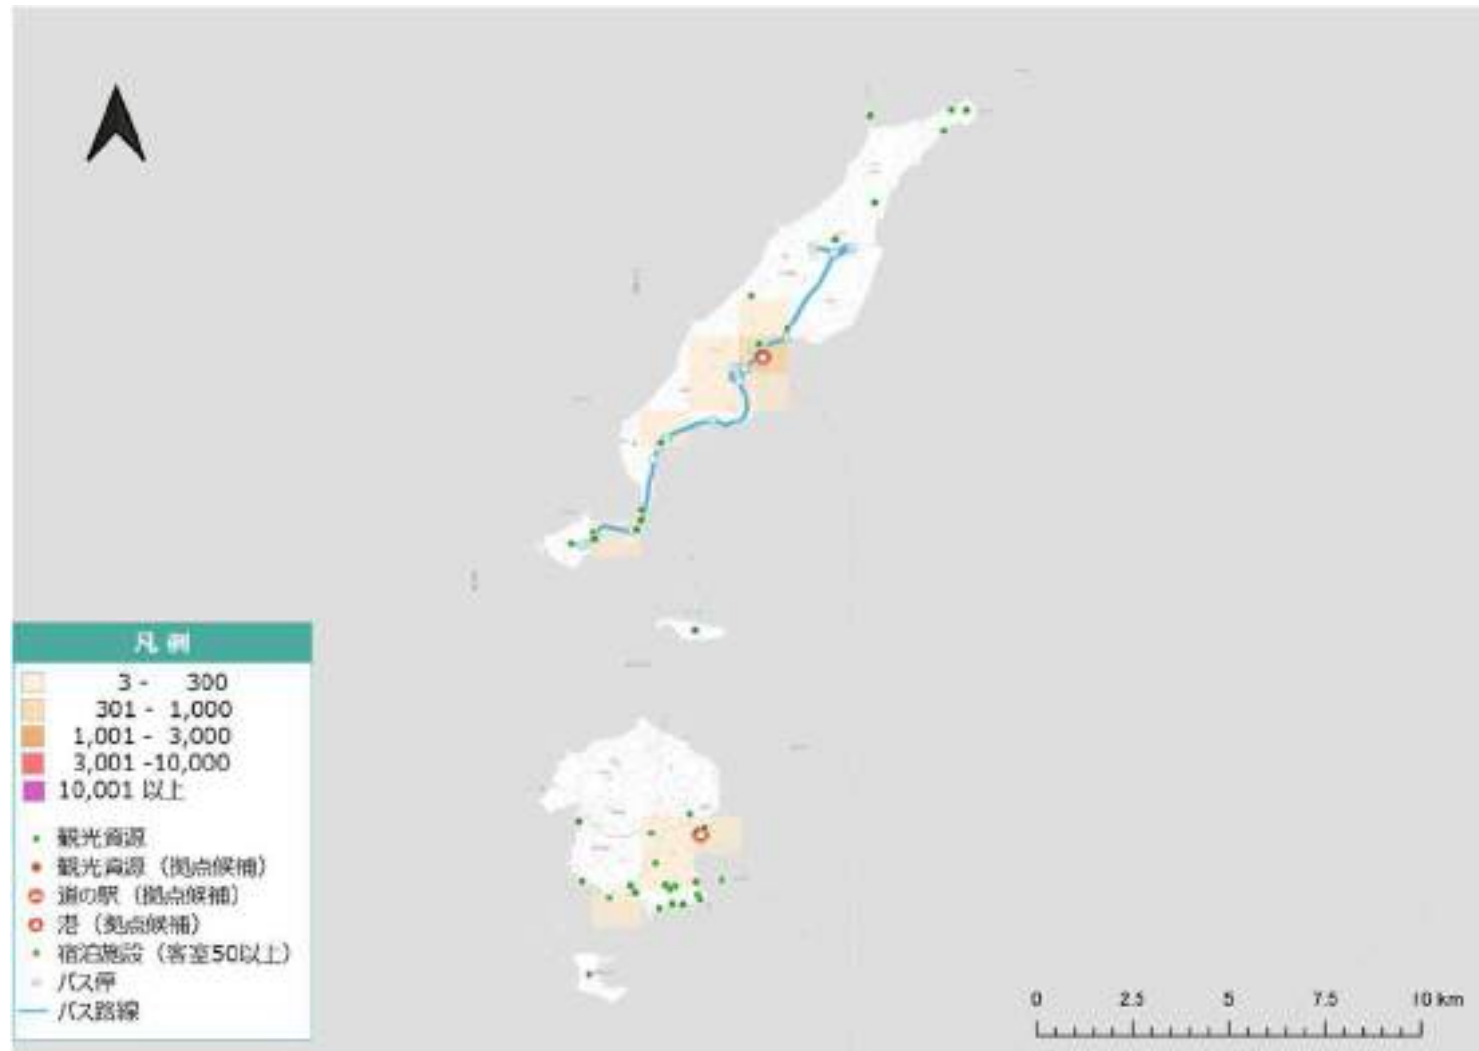 凡 例
3 - 300
301 - 1,000
1,001 - 3,000
3,001 -10,000
10,001 以上
観光資源
観光資源（拠点候補）
道の駅（拠点候補）
港（拠点候補）
宿泊施設（客室50以上）
バス停
バス路線
0 2.5 5 7.5 10 km